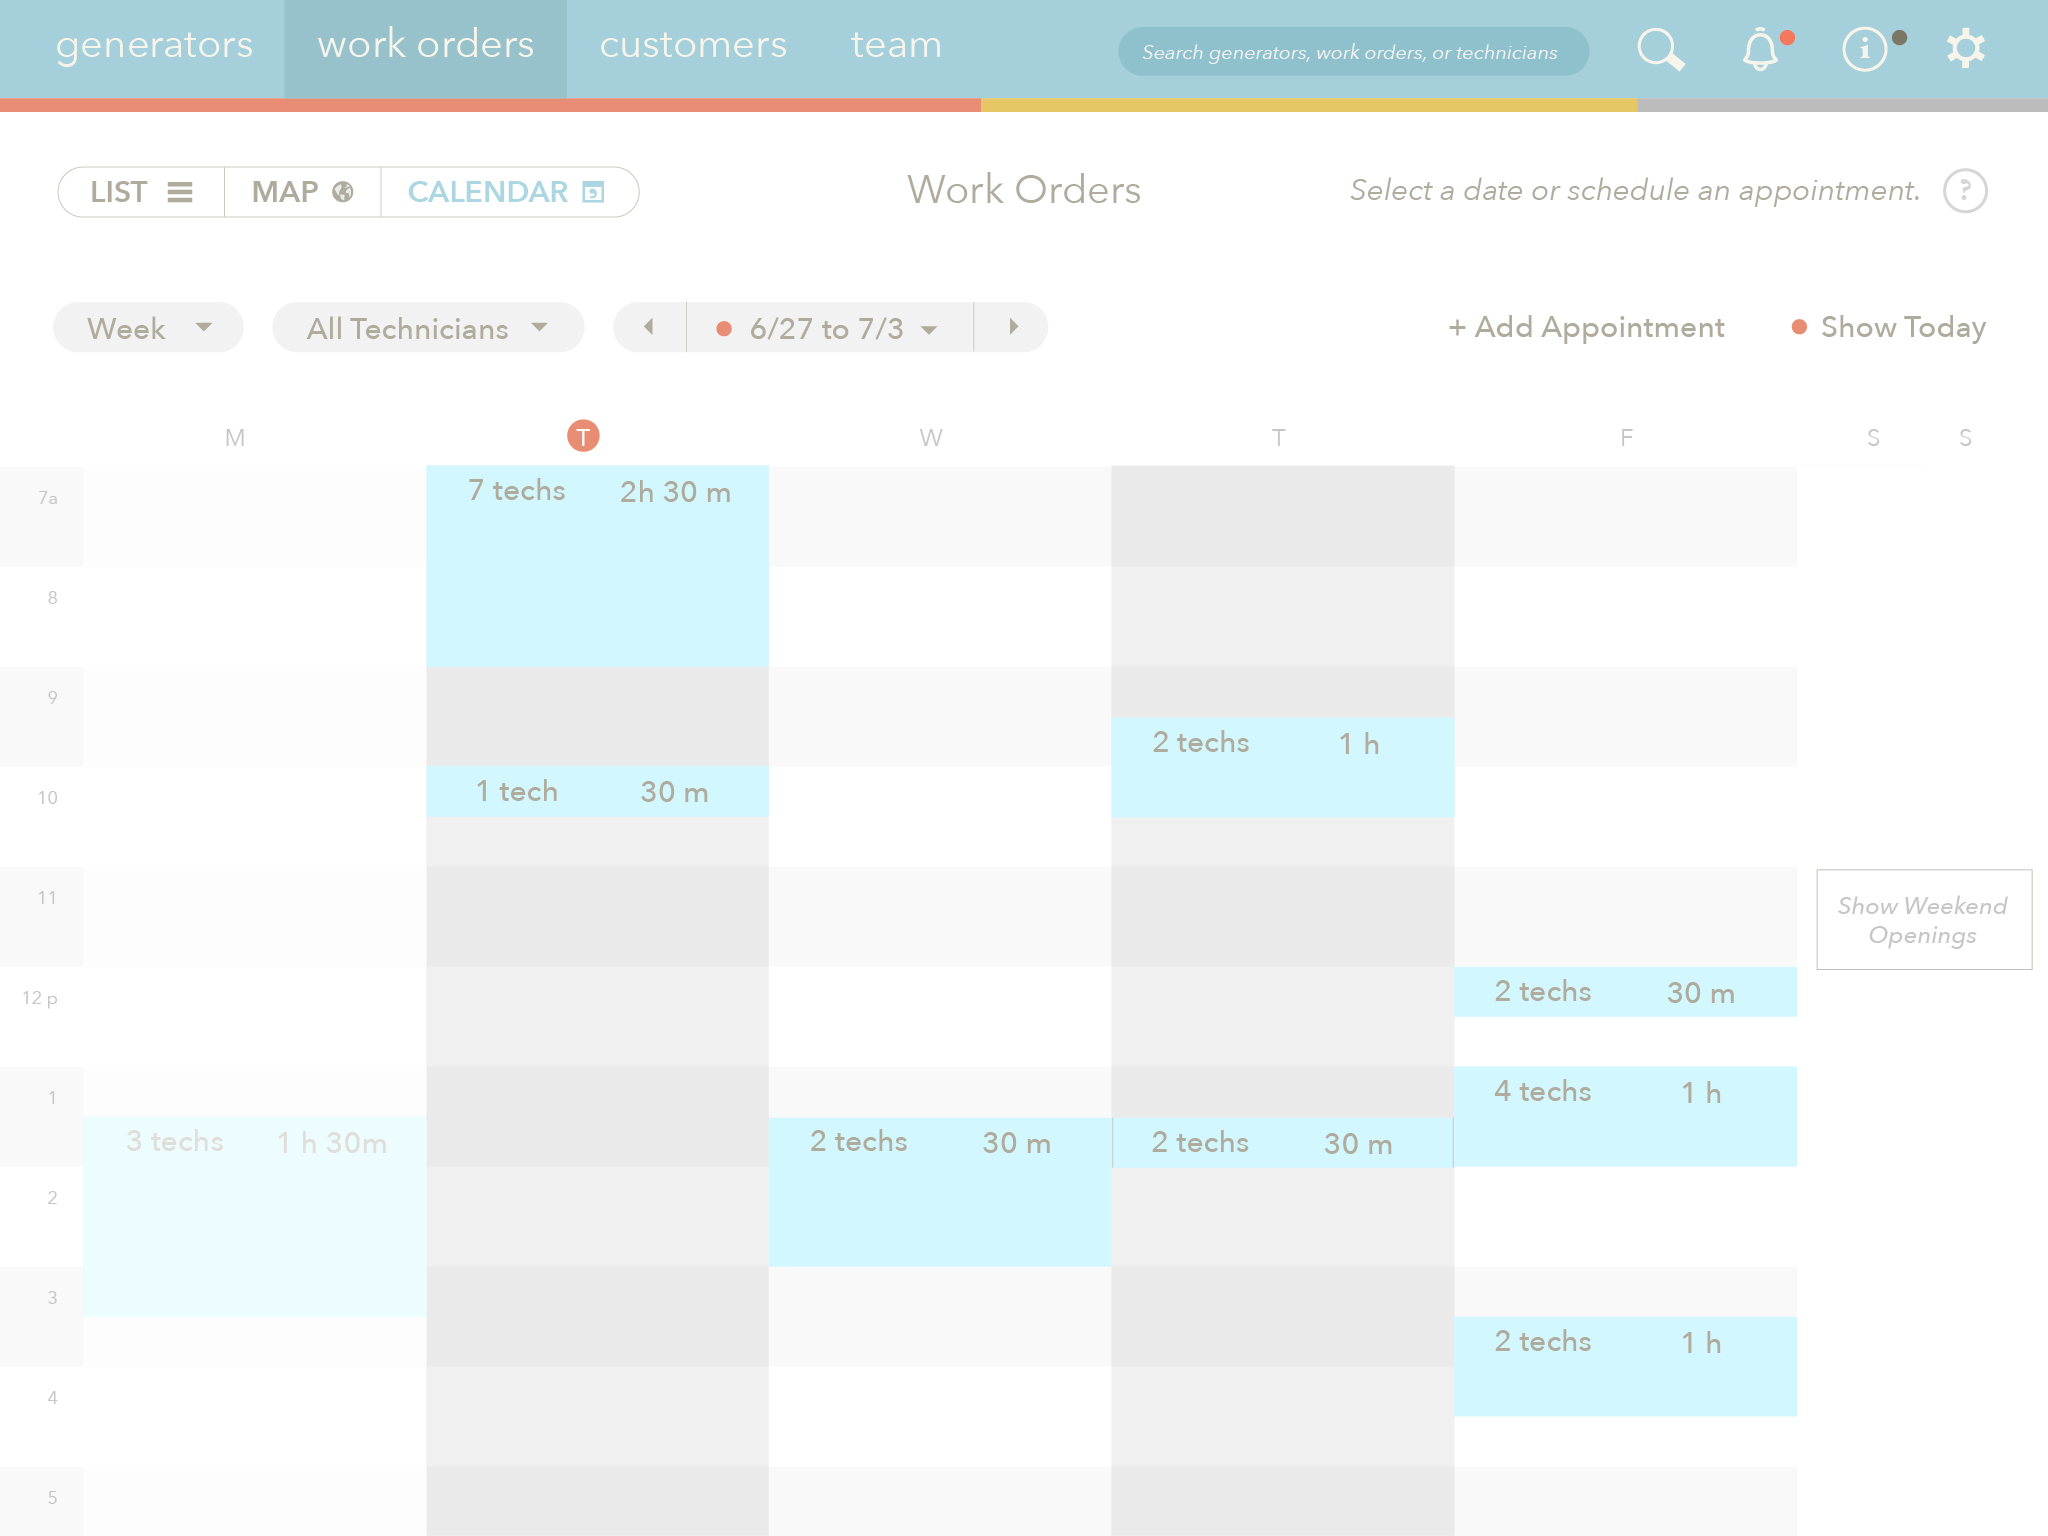 generators work orders customers team Search generators, work orders, or technicians
LIST MAP CALENDAR Work Orders Select a date or schedule an appointment. ?
Week All Technicians 6/27 to 7/3 + Add Appointment Show Today
M T W T F S S
7a 7 techs 2h 30 m
8
9
2 techs 1 h
10 1 tech 30 m
11 Show Weekend
Openings
12 p 2 techs 30 m
1 4 techs 1 h
3 techs 1 h 30m 2 techs 30 m 2 techs 30 m
2
3
2 techs 1 h
4
5